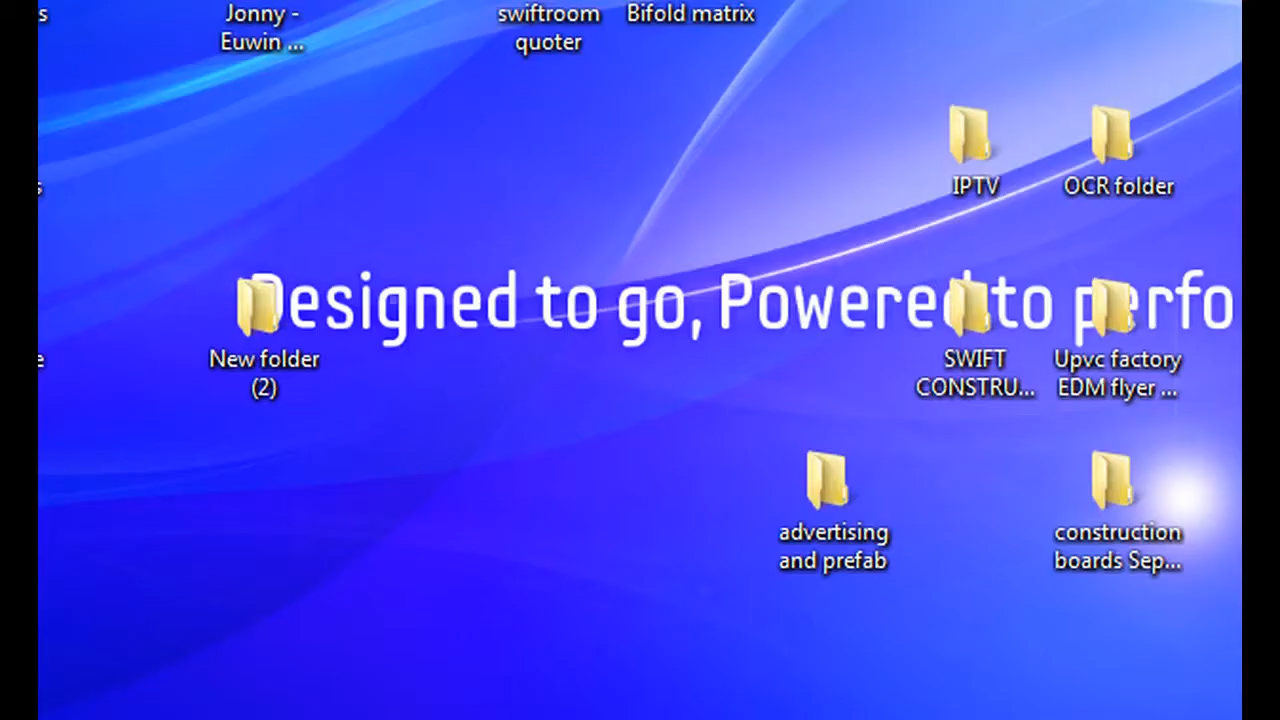 Jonny -
Euwin ...
swiftroom
quoter
Bifold matrix
IPTV
OCR folder
Designed to go, Powered to perfo
New folder
(2)
SWIFT
CONSTRU...
Upvc factory
EDM flyer ...
advertising
and prefab
construction
boards Sep...